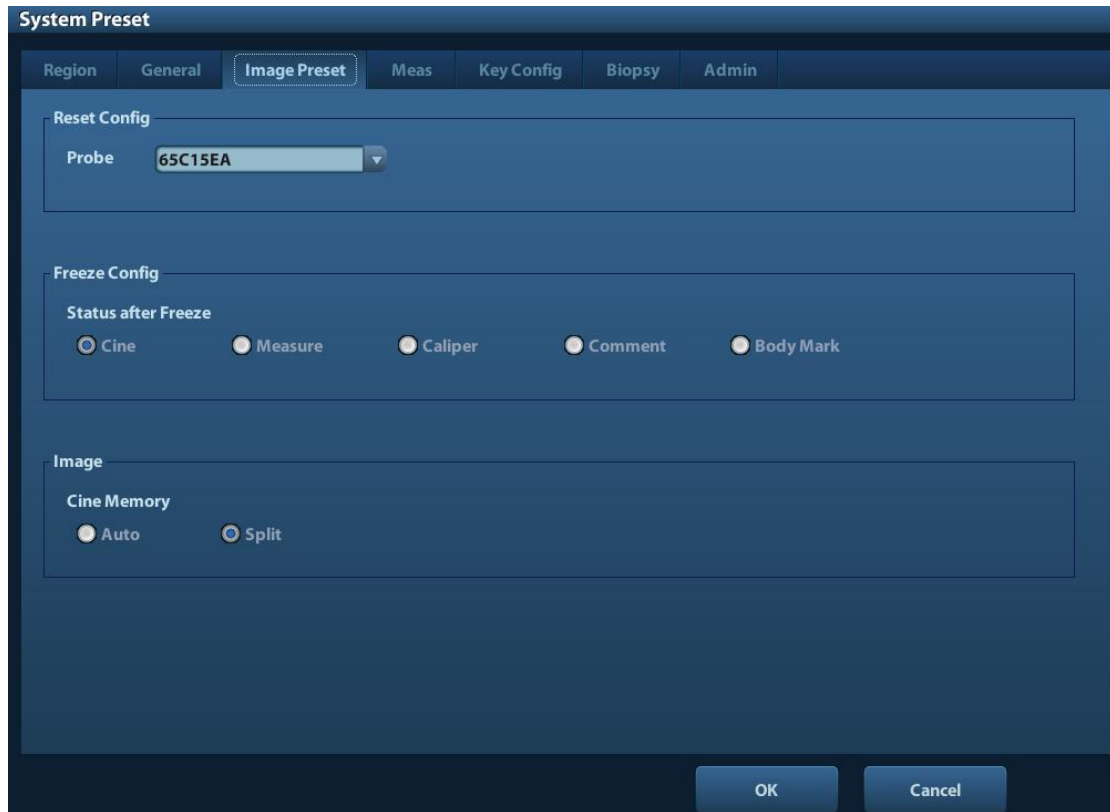 System Preset
Region General Image Preset Meas Key Config Biopsy Admin
Reset Config
Probe 65C15EA
Freeze Config
Status after Freeze
Cine Measure Caliper Comment Body Mark
Image
Cine Memory
Auto Split
OK Cancel